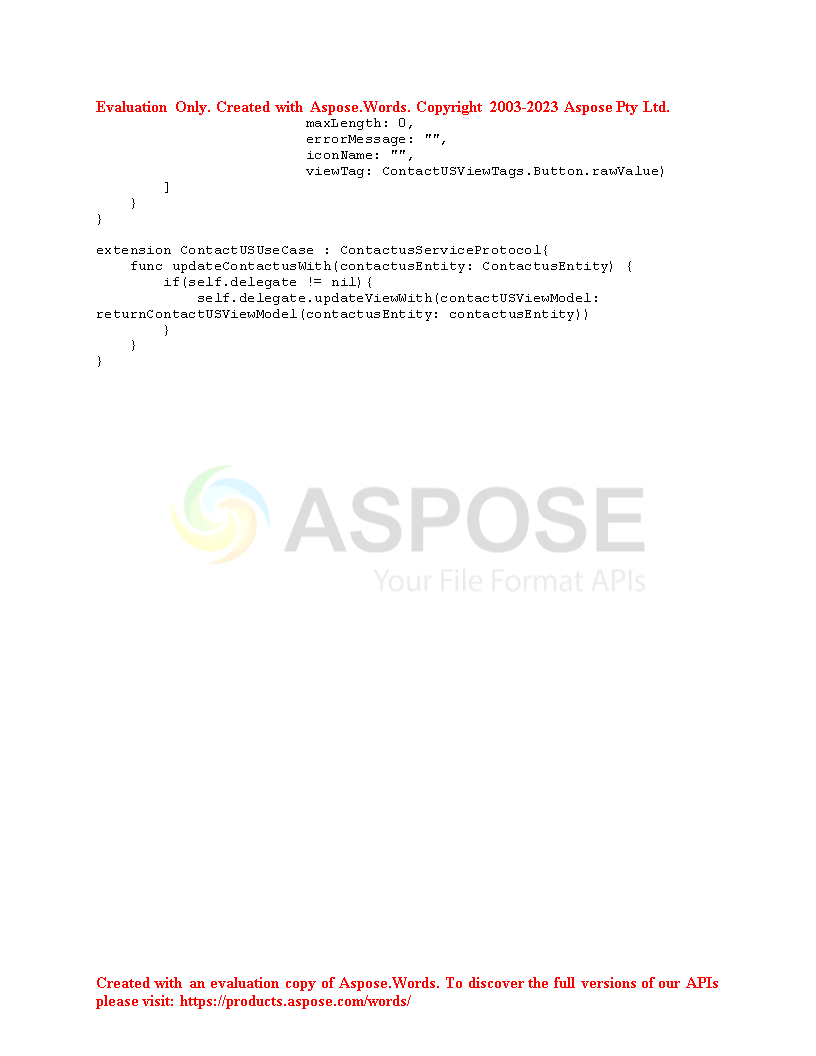 Evaluation Only. Created with Aspose.Words. Copyright 2003-2023 Aspose Pty Ltd.
                         maxLength: 0,
                         errorMessage: "",
                         iconName: "",
                         viewTag: ContactUSViewTags.Button.rawValue)
        ]
    }
}

extension ContactUSUseCase : ContactusServiceProtocol{
    func updateContactusWith(contactusEntity: ContactusEntity) {
        if(self.delegate != nil){
            self.delegate.updateViewWith(contactUSViewModel:
returnContactUSViewModel(contactusEntity: contactusEntity))
        }
    }
}
ASPOSE
Your File Format APIs
Created with an evaluation copy of Aspose.Words. To discover the full versions of our APIs
please visit: https://products.aspose.com/words/